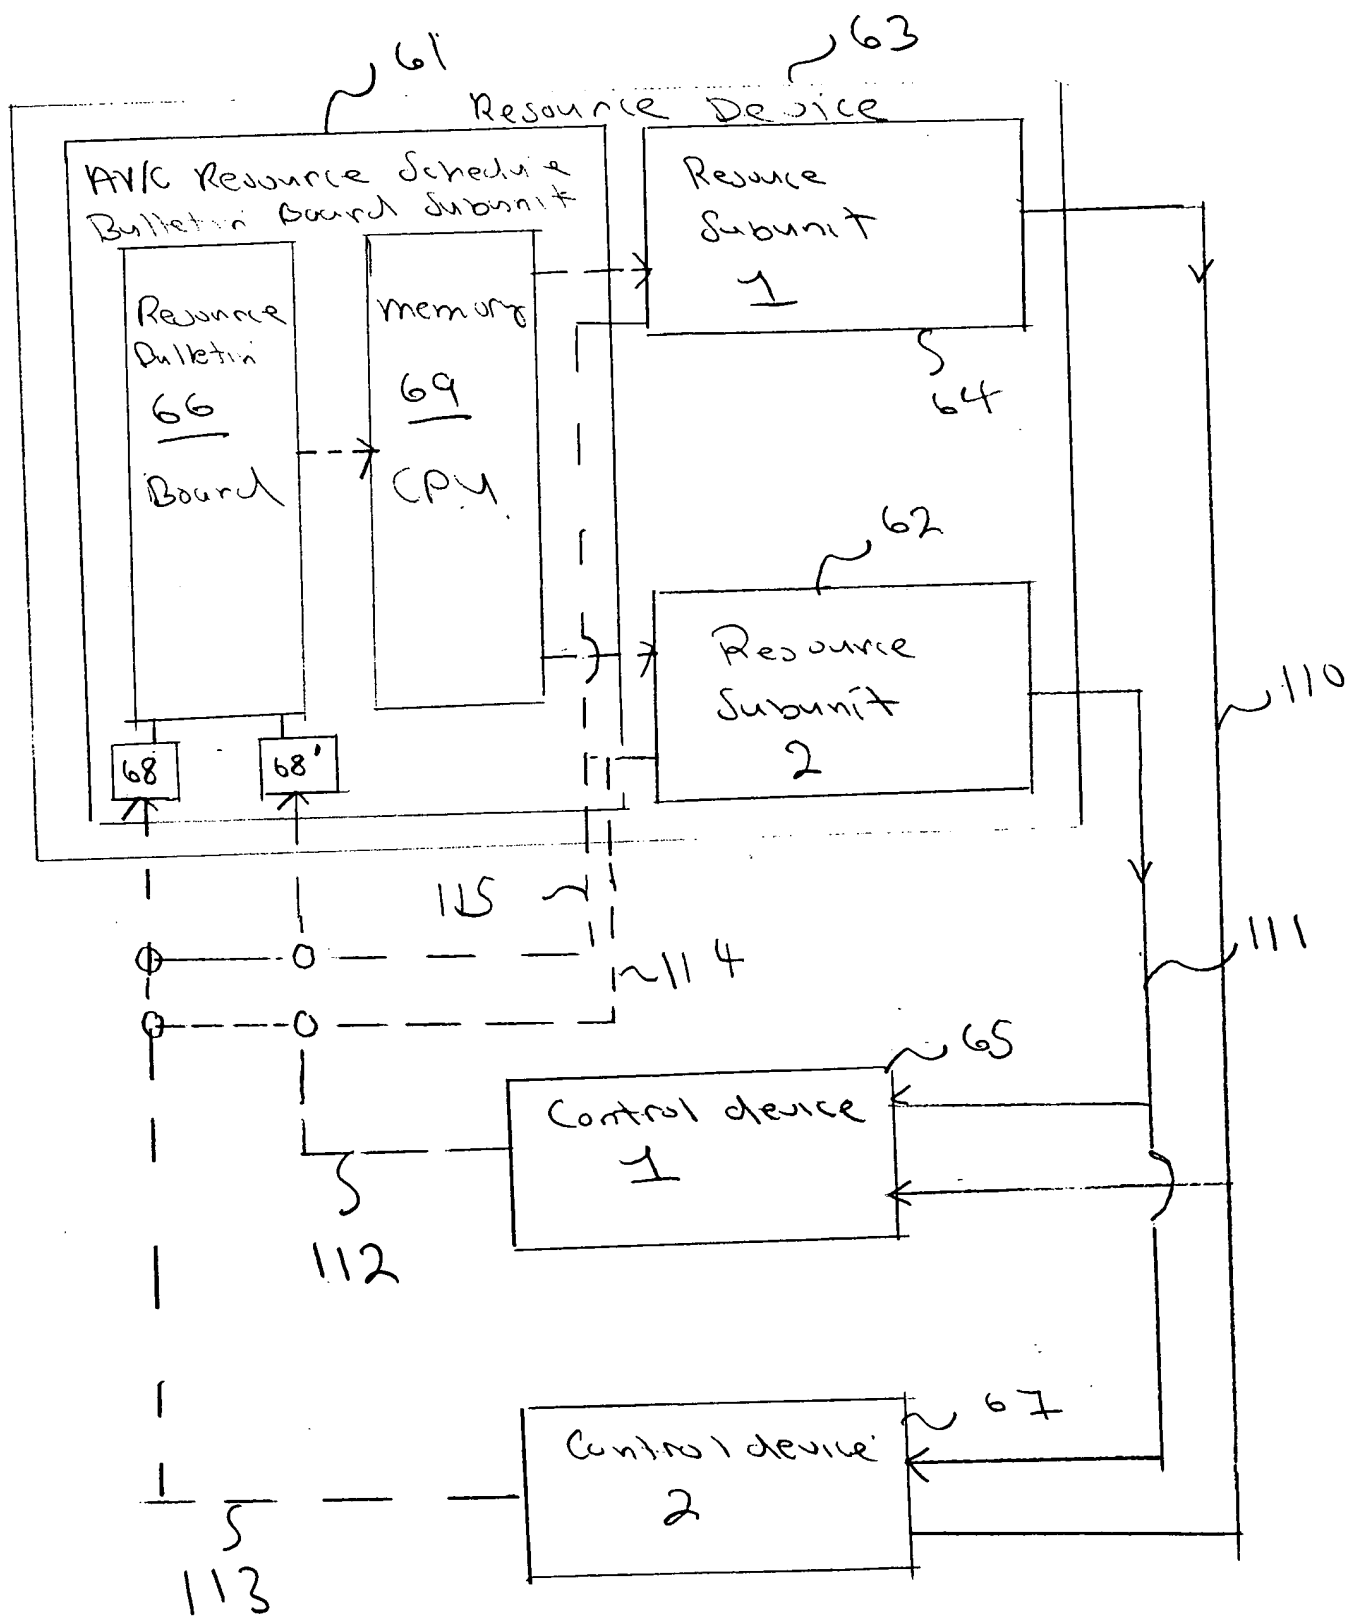 61
63
Resource Device
AV/C Resource Schedule
Bulletin Board Subunit
Resource
Bulletin
66
Board
memory
69
CPU
Resouce
Subunit
1
64
62
Resource
Subunit
2
68
68'
110
115
114
111
65
Control device
1
112
67
Control device
2
113